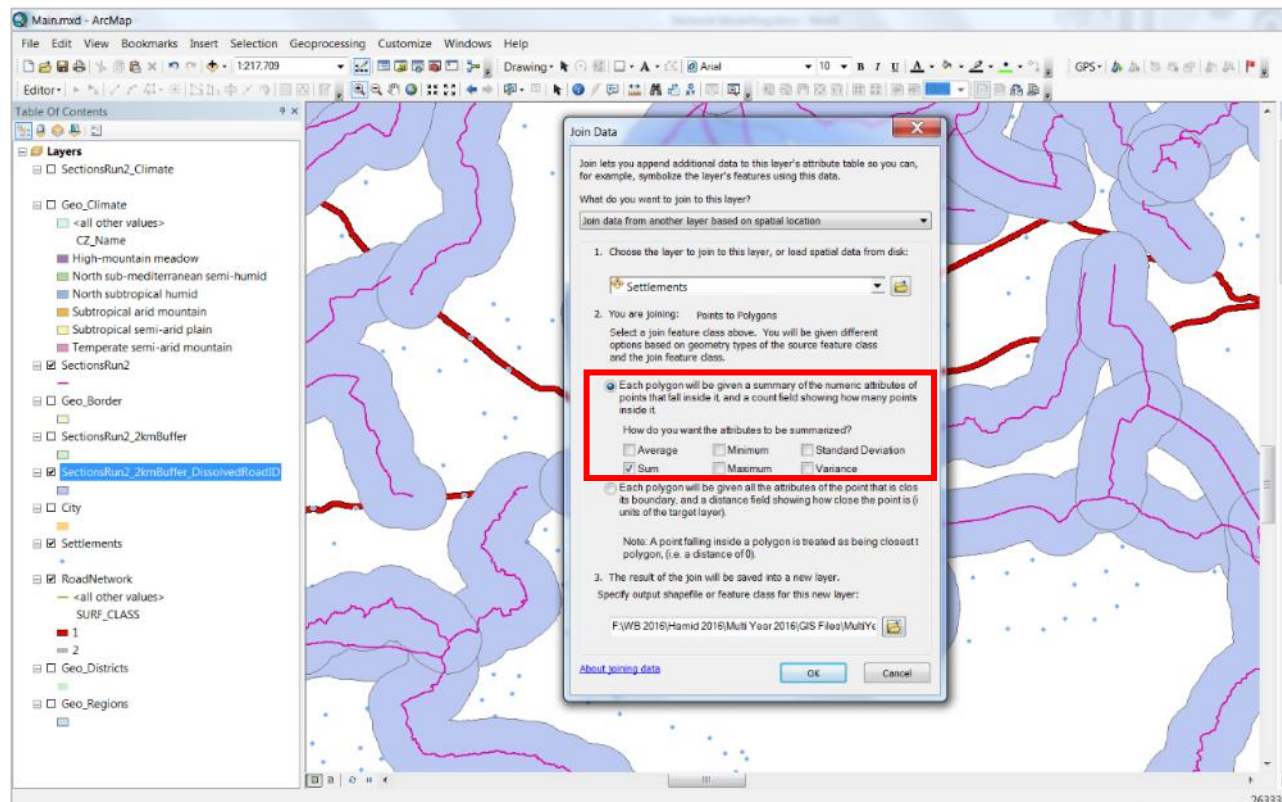 Main.mxd - ArcMap
File Edit View Bookmarks Insert Selection Geoprocessing Customize Windows Help
1:217,709
Drawing
Arial
10
B I U A
GPS
Editor
Table Of Contents
Layers
SectionsRun2_Climate
Geo_Climate
<all other values>
CZ_Name
High-mountain meadow
North sub-mediterranean semi-humid
North subtropical humid
Subtropical arid mountain
Subtropical semi-arid plain
Temperate semi-arid mountain
SectionsRun2
Geo_Border
SectionsRun2_2kmBuffer
SectionsRun2_2kmBuffer_DissolvedRoadID
City
Settlements
RoadNetwork
<all other values>
SURF_CLASS
1
2
Geo_Districts
Geo_Regions
Join Data
Join lets you append additional data to this layer's attribute table so you can,
for example, symbolize the layer's features using this data.
What do you want to join to this layer?
Join data from another layer based on spatial location
1. Choose the layer to join to this layer, or load spatial data from disk:
Settlements
2. You are joining: Points to Polygons
Select a join feature class above. You will be given different
options based on geometry types of the source feature class
and the join feature class.
Each polygon will be given a summary of the numeric attributes of
points that fall inside it, and a count field showing how many points
inside it.
How do you want the attributes to be summarized?
Average Minimum Standard Deviation
Sum Maximum Variance
Each polygon will be given all the attributes of the point that is clos
its boundary, and a distance field showing how close the point is (i
units of the target layer).
Note: A point falling inside a polygon is treated as being closest t
polygon, (i.e. a distance of 0).
3. The result of the join will be saved into a new layer.
Specify output shapefile or feature class for this new layer:
F:\WB 2016\Hamid 2016\Multi Year 2016\GIS Files\MultiYe
About joining data
OK Cancel
26333